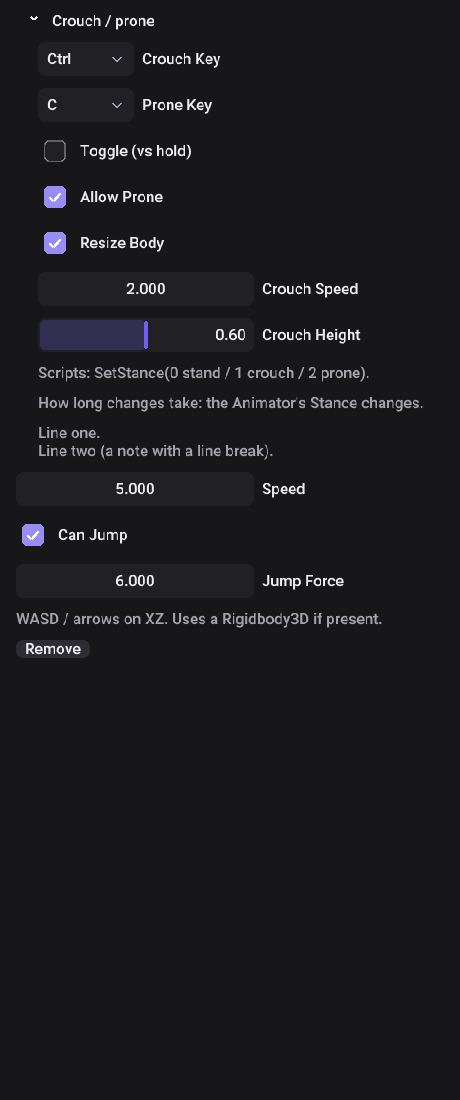 Crouch / prone
Ctrl Crouch Key
C Prone Key
Toggle (vs hold)
Allow Prone
Resize Body
2.000 Crouch Speed
0.60 Crouch Height
Scripts: SetStance(0 stand / 1 crouch / 2 prone).
How long changes take: the Animator's Stance changes.
Line one.
Line two (a note with a line break).
5.000 Speed
Can Jump
6.000 Jump Force
WASD / arrows on XZ. Uses a Rigidbody3D if present.
Remove